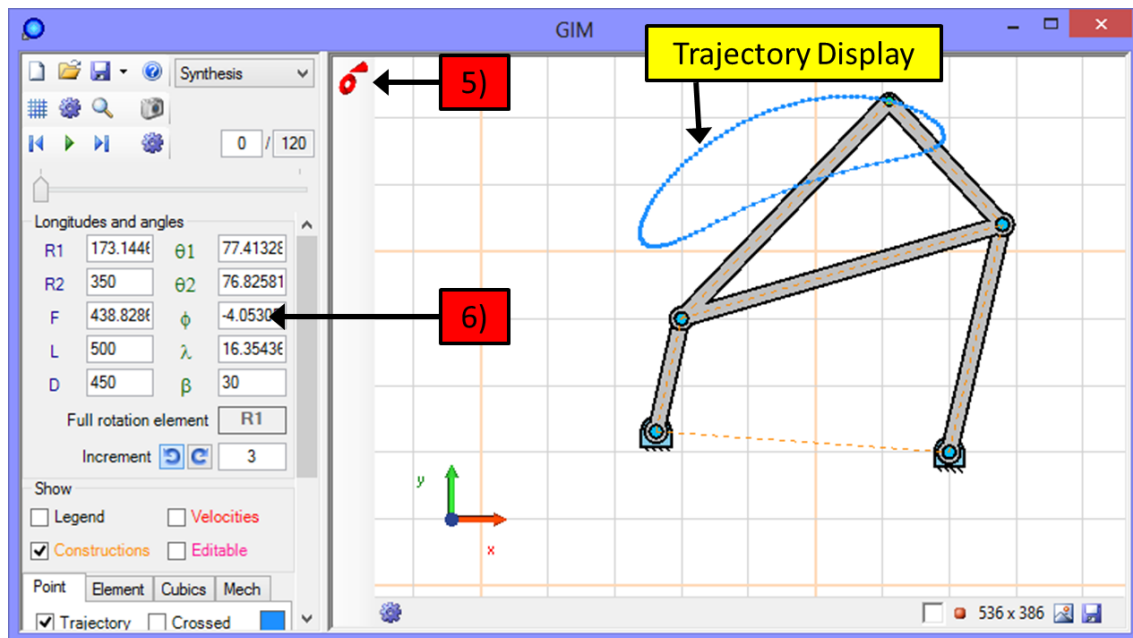 GIM
Trajectory Display
Synthesis
5)
0 / 120
Longitudes and angles
R1 173.1446 θ1 77.41328
R2 350 θ2 76.82581
F 438.8286 ϕ -4.0530
6)
L 500 λ 16.35436
D 450 β 30
Full rotation element R1
Increment 3
Show
Legend Velocities
Constructions Editable
Point Element Cubics Mech
Trajectory Crossed
y
x
536 x 386